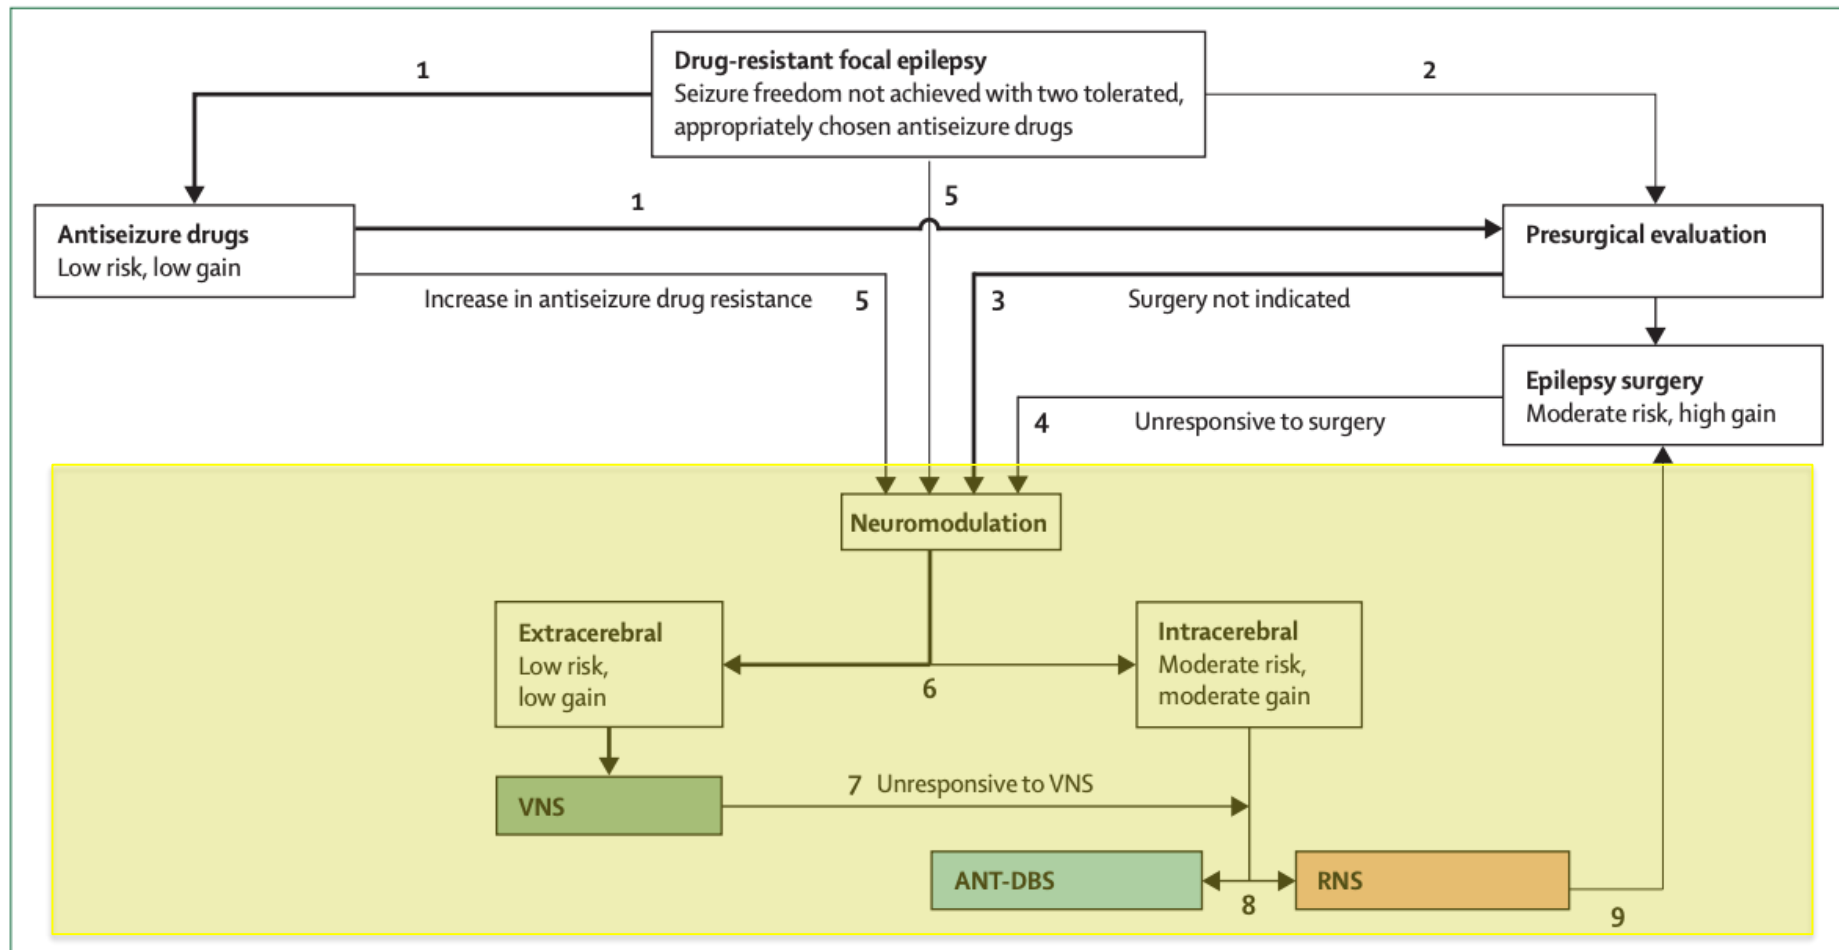 Drug-resistant focal epilepsy
Seizure freedom not achieved with two tolerated,
appropriately chosen antiseizure drugs
1
2
5
1
Antiseizure drugs
Low risk, low gain
Presurgical evaluation
Increase in antiseizure drug resistance
5
3
Surgery not indicated
Epilepsy surgery
Moderate risk, high gain
4
Unresponsive to surgery
Neuromodulation
Extracerebral
Low risk,
low gain
Intracerebral
Moderate risk,
moderate gain
6
7 Unresponsive to VNS
VNS
ANT-DBS
RNS
8
9